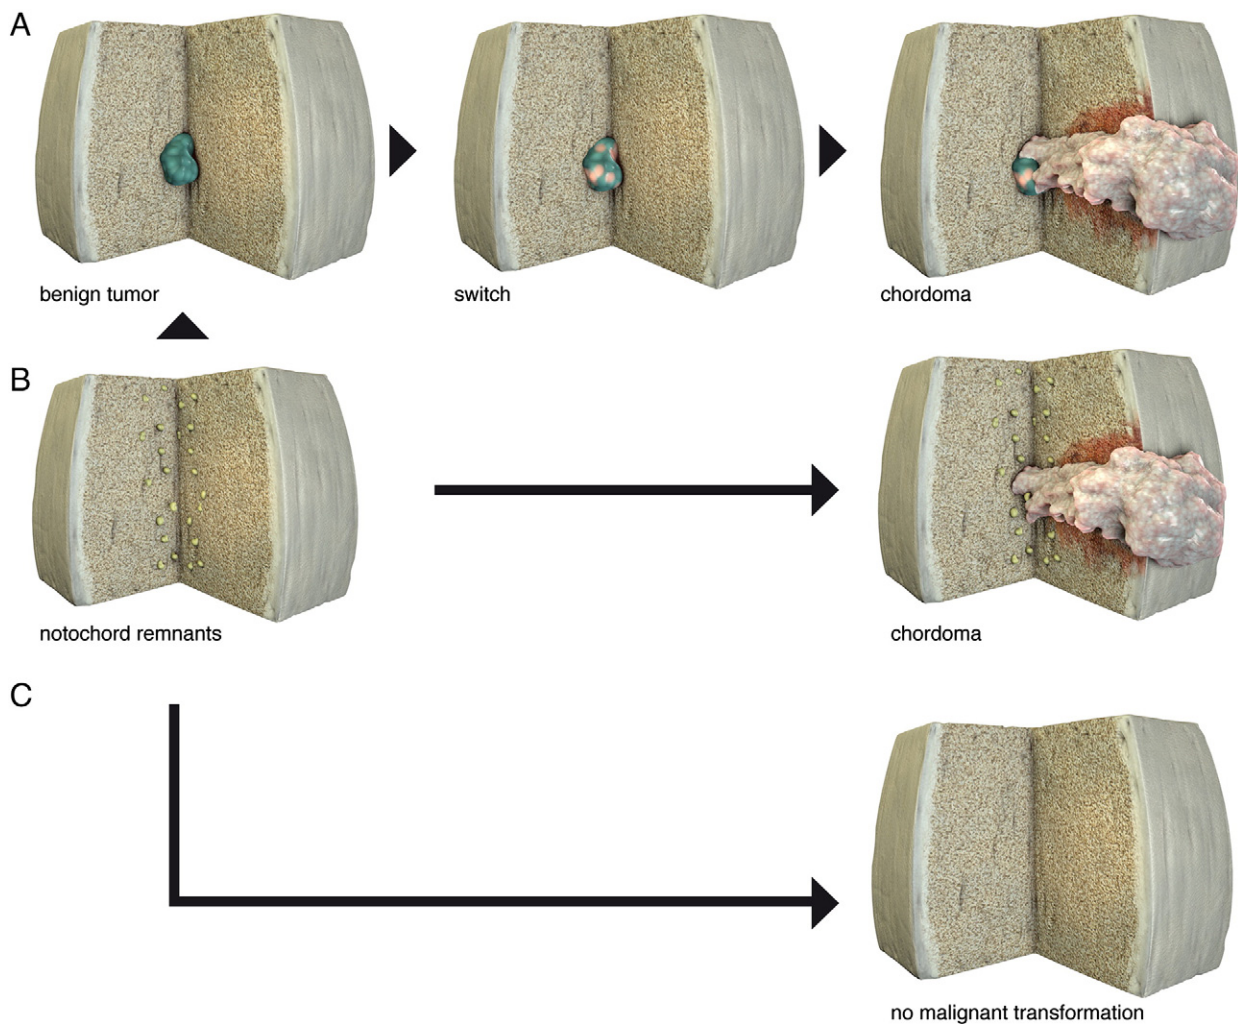 A
benign tumor
switch
chordoma
B
notochord remnants
chordoma
C
no malignant transformation